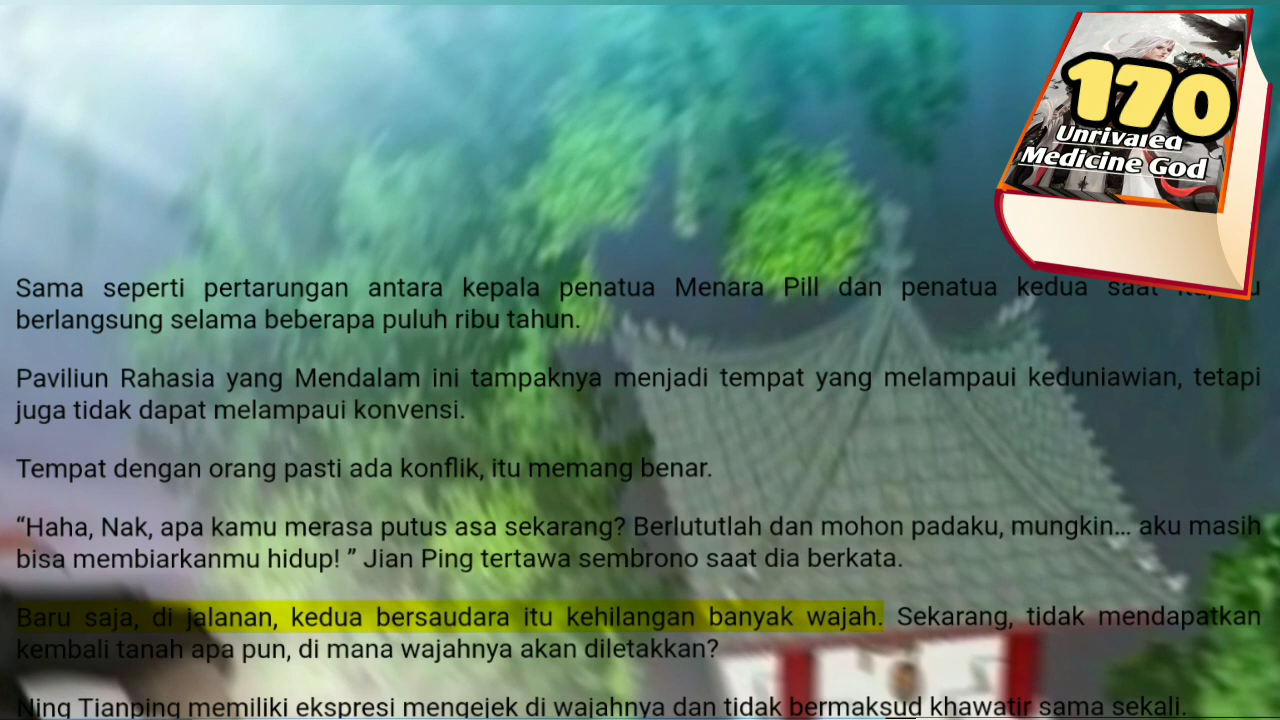 170
Unrivaled
Medicine God
Sama seperti pertarungan antara kepala penatua Menara Pill dan penatua kedua saat
berlangsung selama beberapa puluh ribu tahun.
Paviliun Rahasia yang Mendalam ini tampaknya menjadi tempat yang melampaui keduniawian, tetapi
juga tidak dapat melampaui konvensi.
Tempat dengan orang pasti ada konflik, itu memang benar.
“Haha, Nak, apa kamu merasa putus asa sekarang? Berlututlah dan mohon padaku, mungkin... aku masih
bisa membiarkanmu hidup! ” Jian Ping tertawa sembrono saat dia berkata.
Baru saja, di jalanan, kedua bersaudara itu kehilangan banyak wajah. Sekarang, tidak mendapatkan
kembali tanah apa pun, di mana wajahnya akan diletakkan?
Ning Tianping memiliki ekspresi mengejek di wajahnya dan tidak bermaksud khawatir sama sekali.